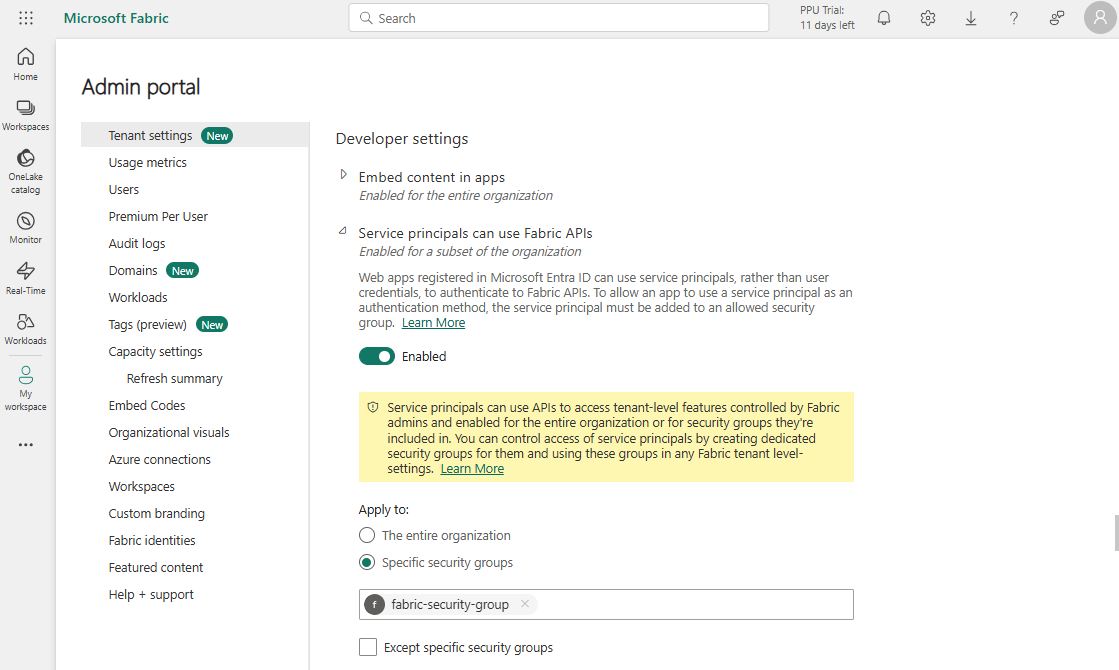 Microsoft Fabric
Search
PPU Trial:
11 days left
Home
Workspaces
OneLake
catalog
Monitor
Real-Time
Workloads
My
workspace
Admin portal
Tenant settings New
Usage metrics
Users
Premium Per User
Audit logs
Domains New
Workloads
Tags (preview) New
Capacity settings
Refresh summary
Embed Codes
Organizational visuals
Azure connections
Workspaces
Custom branding
Fabric identities
Featured content
Help + support
Developer settings
Embed content in apps
Enabled for the entire organization
Service principals can use Fabric APIs
Enabled for a subset of the organization
Web apps registered in Microsoft Entra ID can use service principals, rather than user
credentials, to authenticate to Fabric APIs. To allow an app to use a service principal as an
authentication method, the service principal must be added to an allowed security
group. Learn More
Enabled
Service principals can use APIs to access tenant-level features controlled by Fabric
admins and enabled for the entire organization or for security groups they're
included in. You can control access of service principals by creating dedicated
security groups for them and using these groups in any Fabric tenant level-
settings. Learn More
Apply to:
The entire organization
Specific security groups
f fabric-security-group
Except specific security groups